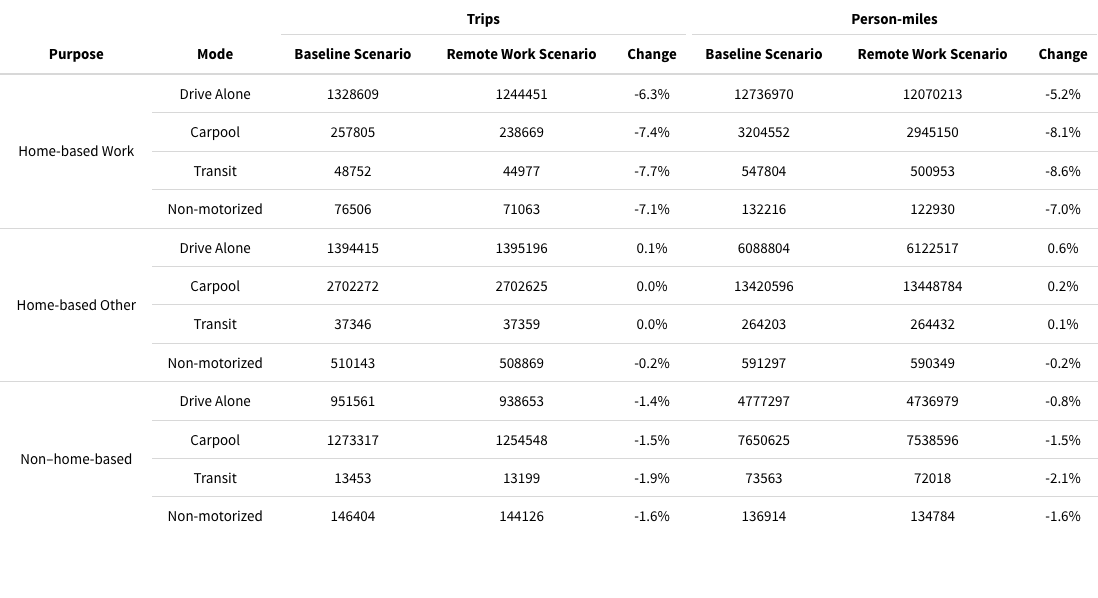 Trips Person-miles
Purpose Mode Baseline Scenario Remote Work Scenario Change Baseline Scenario Remote Work Scenario Change
Drive Alone 1328609 1244451 -6.3% 12736970 12070213 -5.2%
Carpool 257805 238669 -7.4% 3204552 2945150 -8.1%
Home-based Work
Transit 48752 44977 -7.7% 547804 500953 -8.6%
Non-motorized 76506 71063 -7.1% 132216 122930 -7.0%
Drive Alone 1394415 1395196 0.1% 6088804 6122517 0.6%
Carpool 2702272 2702625 0.0% 13420596 13448784 0.2%
Home-based Other
Transit 37346 37359 0.0% 264203 264432 0.1%
Non-motorized 510143 508869 -0.2% 591297 590349 -0.2%
Drive Alone 951561 938653 -1.4% 4777297 4736979 -0.8%
Carpool 1273317 1254548 -1.5% 7650625 7538596 -1.5%
Non–home-based
Transit 13453 13199 -1.9% 73563 72018 -2.1%
Non-motorized 146404 144126 -1.6% 136914 134784 -1.6%